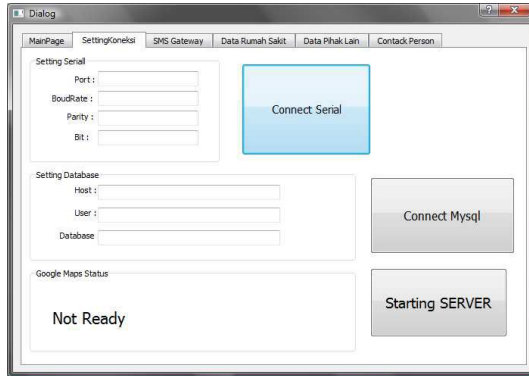 Dialog
MainPage SettingKoneksi SMS Gateway Data Rumah Sakit Data Pihak Lain Contack Person
Setting Seriall
Port :
BoudRate :
Parity :
Bit :
Connect Serial
Setting Database
Host :
User :
Database
Connect Mysql
Google Maps Status
Not Ready
Starting SERVER